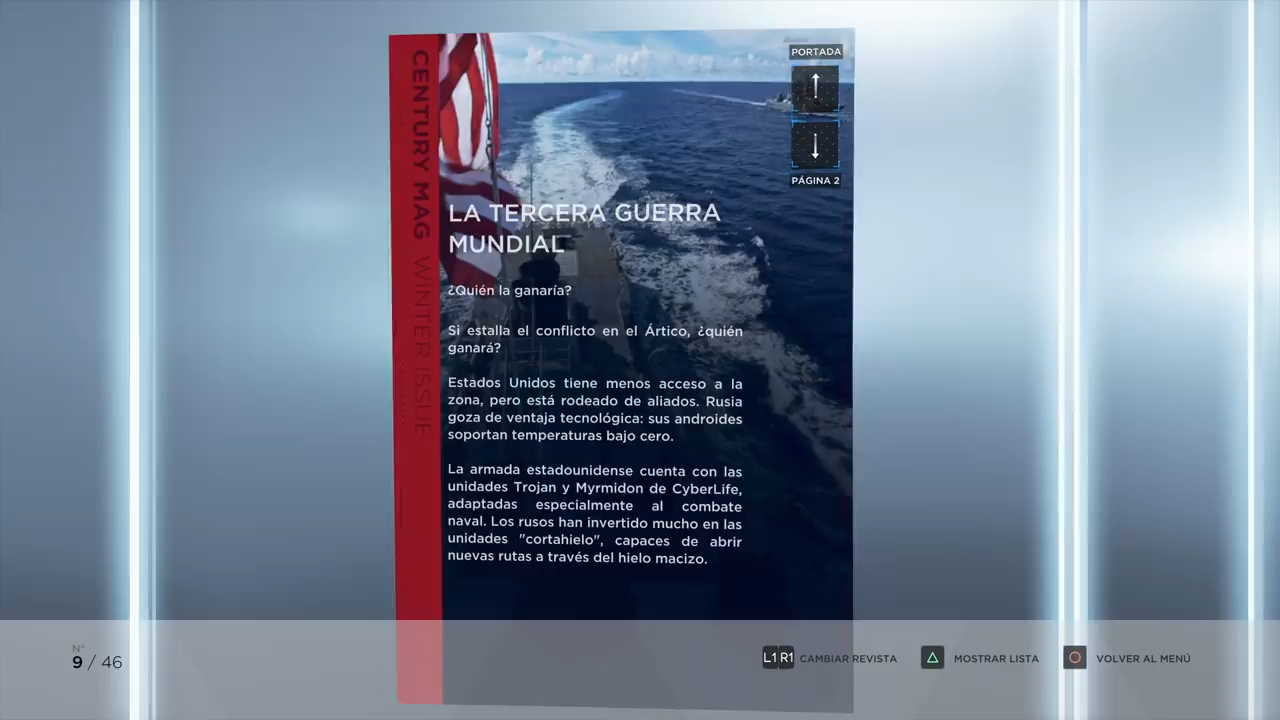 CENTURY MAG WINTER ISSUE
PORTADA
PÁGINA 2
LA TERCERA GUERRA
MUNDIAL
¿Quién la ganaría?
Si estalla el conflicto en el Ártico, ¿quién
ganará?
Estados Unidos tiene menos acceso a la
zona, pero está rodeado de aliados. Rusia
goza de ventaja tecnológica: sus androides
soportan temperaturas bajo cero.
La armada estadounidense cuenta con las
unidades Trojan y Myrmidon de CyberLife,
adaptadas especialmente al combate
naval. Los rusos han invertido mucho en las
unidades "cortahielo", capaces de abrir
nuevas rutas a través del hielo macizo.
N°
9 / 46
L1 R1 CAMBIAR REVISTA
MOSTRAR LISTA
VOLVER AL MENÚ